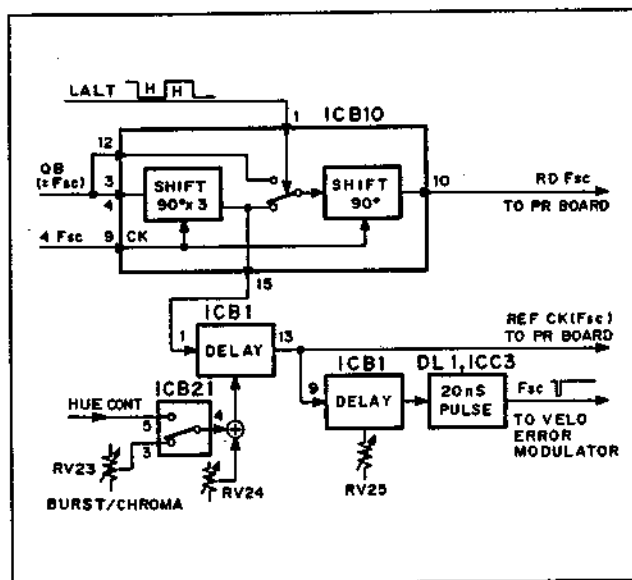 LALT H H
1 ICB10
12
QB
(±Fsc) 3
4
SHIFT
90°x3
SHIFT
90°
10 RD Fsc
TO PR BOARD
4 Fsc 9 CK
15
ICB1
1 DELAY 13
REF CK(Fsc)
TO PR BOARD
ICB1 DL1,ICC3
9 DELAY
20nS
PULSE
Fsc
TO VELO
ERROR
MODULATOR
ICB21
HUE CONT 5 4
3
RV23
BURST/CHROMA
RV24
RV25